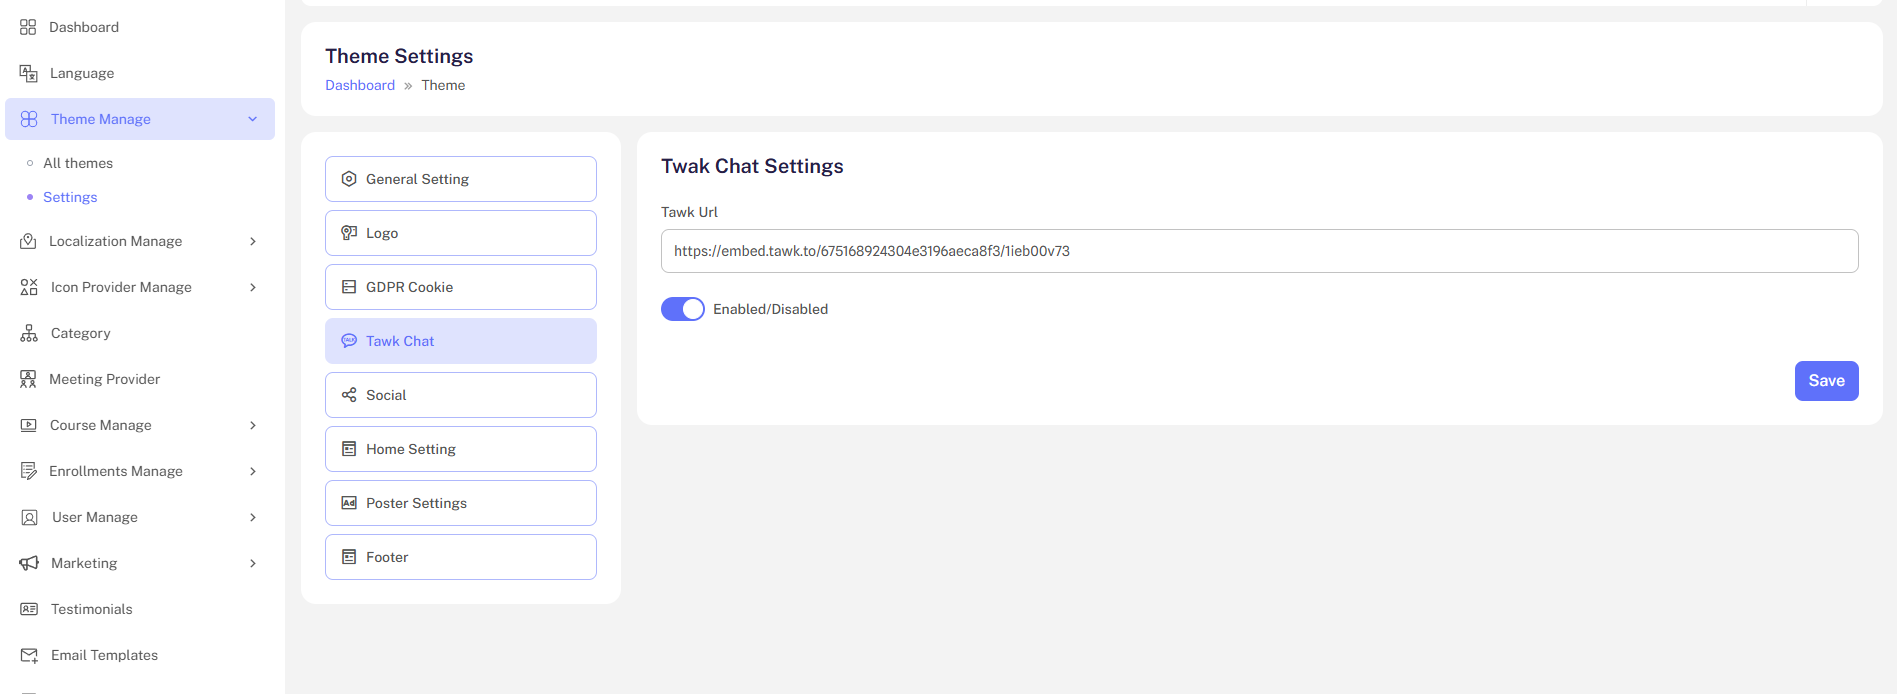 Dashboard
Language
Theme Manage
All themes
Settings
Localization Manage
Icon Provider Manage
Category
Meeting Provider
Course Manage
Enrollments Manage
User Manage
Marketing
Testimonials
Email Templates
Theme Settings
Dashboard » Theme
General Setting
Logo
GDPR Cookie
Tawk Chat
Social
Home Setting
Ad Poster Settings
Footer
Twak Chat Settings
Tawk Url
https://embed.tawk.to/675168924304e3196aeca8f3/1ieb00v73
Enabled/Disabled
Save